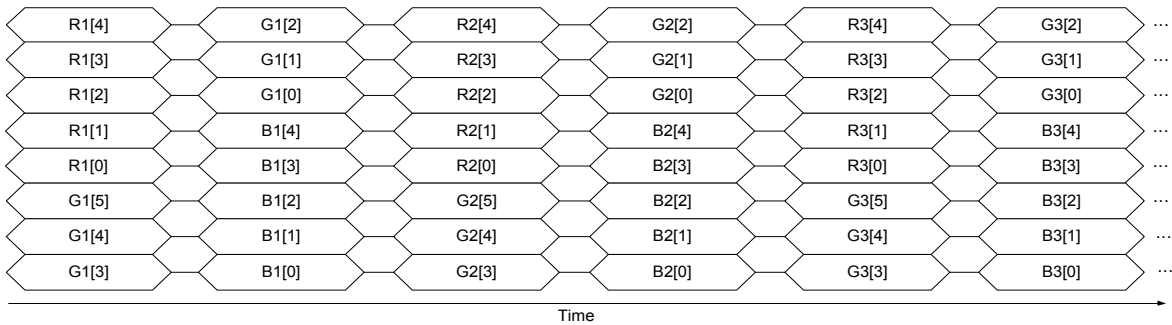 R1[4] G1[2] R2[4] G2[2] R3[4] G3[2] ...
R1[3] G1[1] R2[3] G2[1] R3[3] G3[1] ...
R1[2] G1[0] R2[2] G2[0] R3[2] G3[0] ...
R1[1] B1[4] R2[1] B2[4] R3[1] B3[4] ...
R1[0] B1[3] R2[0] B2[3] R3[0] B3[3] ...
G1[5] B1[2] G2[5] B2[2] G3[5] B3[2] ...
G1[4] B1[1] G2[4] B2[1] G3[4] B3[1] ...
G1[3] B1[0] G2[3] B2[0] G3[3] B3[0] ...
Time